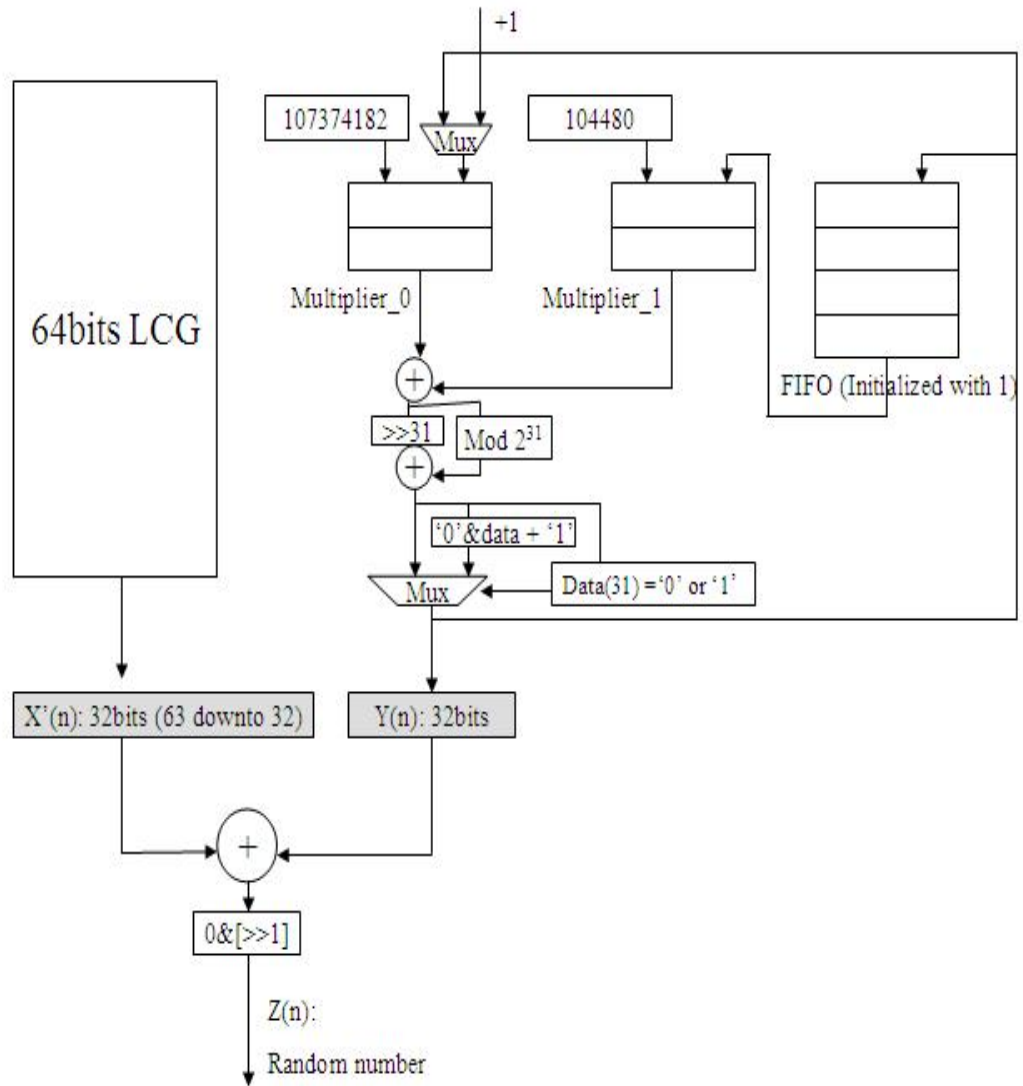 +1
107374182
Mux
104480
Multiplier_0
Multiplier_1
64bits LCG
FIFO (Initialized with 1)
+
>>31
Mod 2³¹
+
‘0’&data + ‘1’
Mux
Data(31) =‘0’ or ‘1’
X’(n): 32bits (63 downto 32)
Y(n): 32bits
+
0&[>>1]
Z(n):
Random number